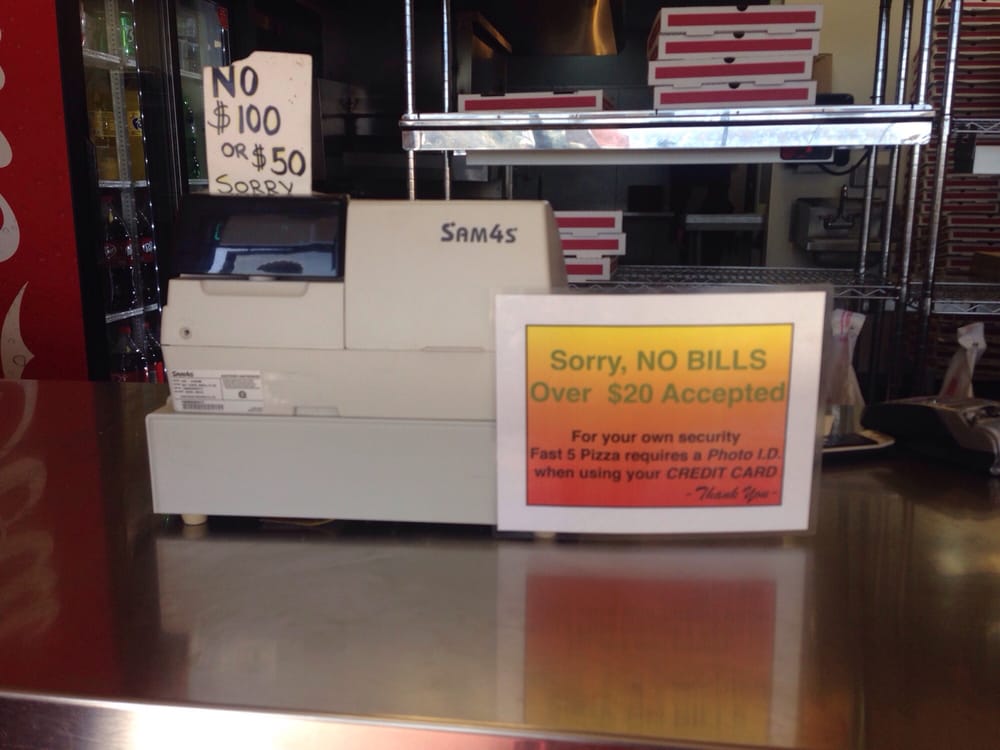 NO
$100
OR $50
SORRY
SAM4S
Sam4s
Sorry, NO BILLS
Over $20 Accepted
For your own security
Fast 5 Pizza requires a Photo I.D.
when using your CREDIT CARD
- Thank You -